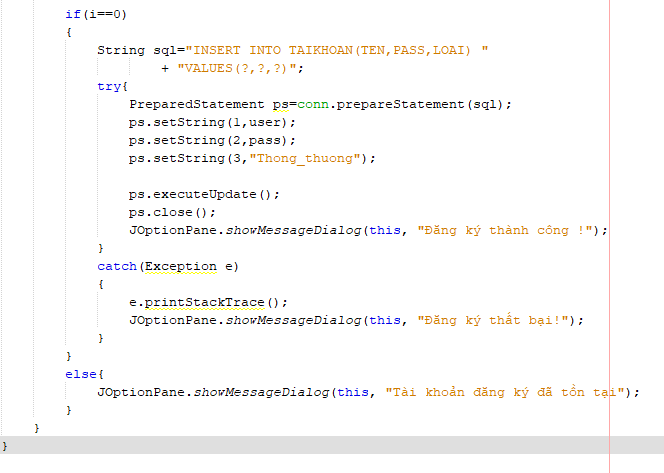 if(i==0)
{
String sql="INSERT INTO TAIKHOAN(TEN,PASS,LOAI) "
+ "VALUES(?,?,?)";
try{
PreparedStatement ps=conn.prepareStatement(sql);
ps.setString(1,user);
ps.setString(2,pass);
ps.setString(3,"Thong_thuong");
ps.executeUpdate();
ps.close();
JOptionPane.showMessageDialog(this, "Đăng ký thành công !");
}
catch(Exception e)
{
e.printStackTrace();
JOptionPane.showMessageDialog(this, "Đăng ký thất bại!");
}
}
else{
JOptionPane.showMessageDialog(this, "Tài khoản đăng ký đã tồn tại");
}
}
}